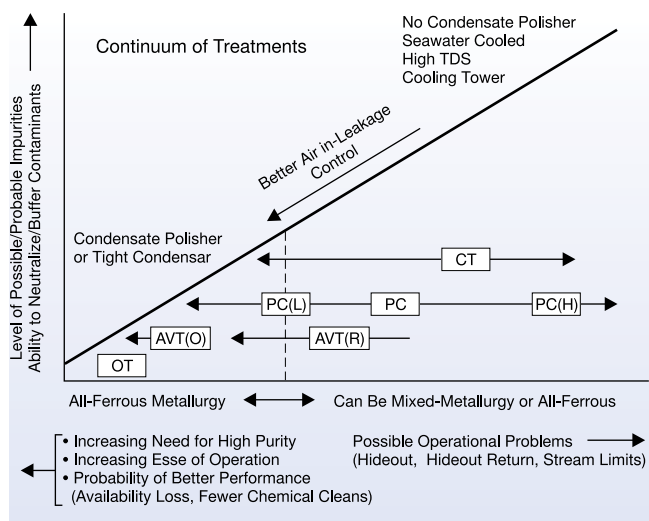 Level of Possible/Probable Impurities
Ability to Neutralize/Buffer Contaminants
Continuum of Treatments
No Condensate Polisher
Seawater Cooled
High TDS
Cooling Tower
Better Air in-Leakage
Control
Condensate Polisher
or Tight Condensar
CT
PC(L)
PC
PC(H)
AVT(O)
AVT(R)
OT
All-Ferrous Metallurgy
Can Be Mixed-Metallurgy or All-Ferrous
• Increasing Need for High Purity
• Increasing Esse of Operation
• Probability of Better Performance
(Availability Loss, Fewer Chemical Cleans)
Possible Operational Problems
(Hideout, Hideout Return, Stream Limits)